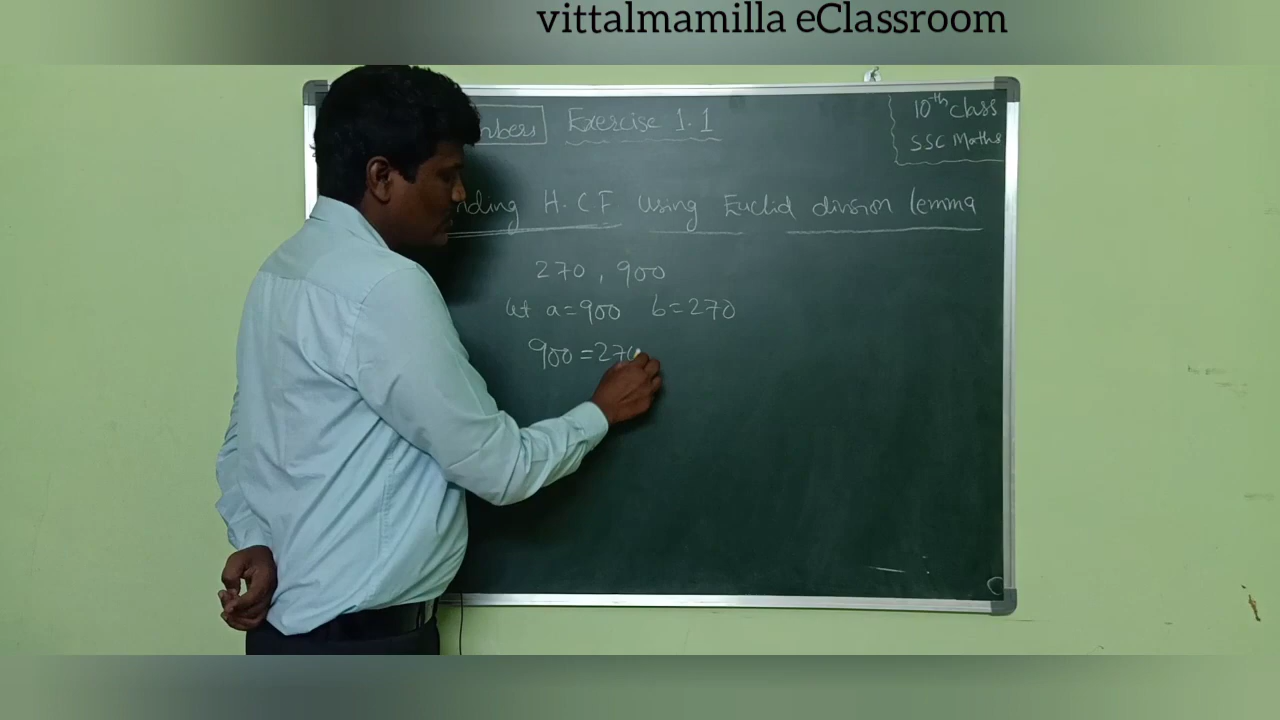 vittalmamilla eClassroom
Exercise 1.1
10th class
SSC Maths
H.C.F Using Euclid division lemma
270, 900
let a=900 b=270
900=270